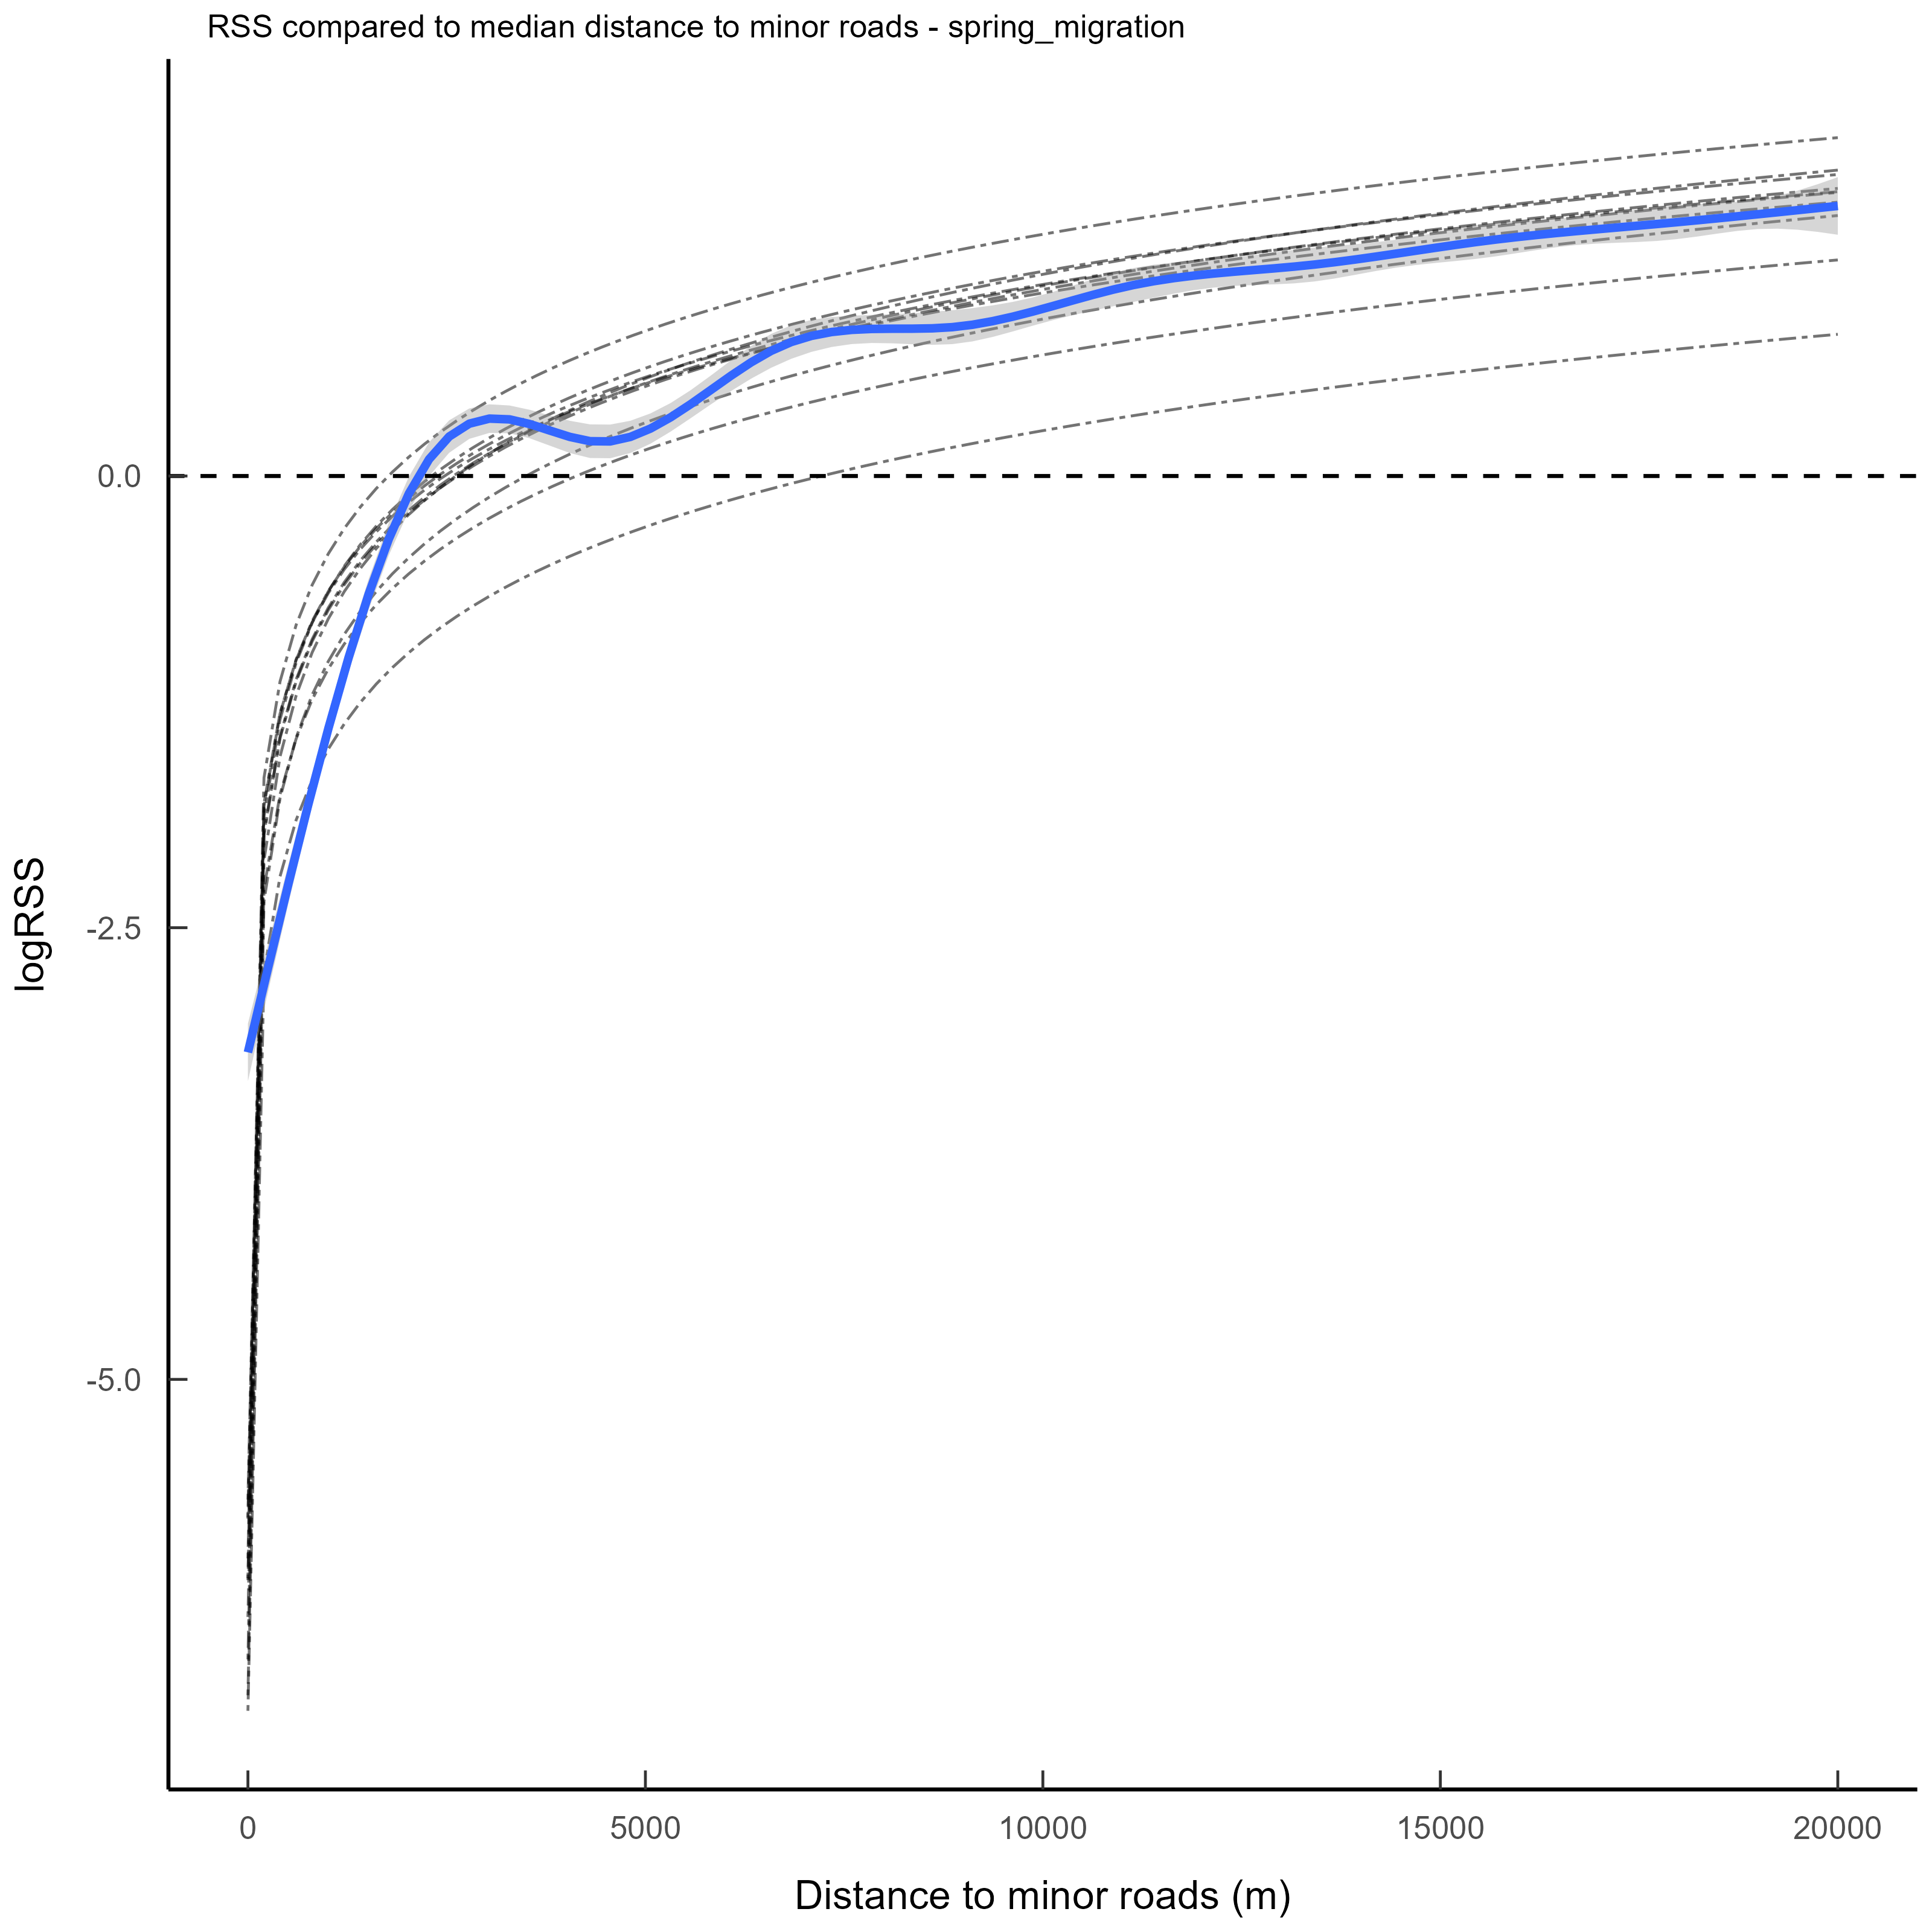 RSS compared to median distance to minor roads - spring_migration
logRSS
0.0
-2.5
-5.0
0 5000 10000 15000 20000
Distance to minor roads (m)